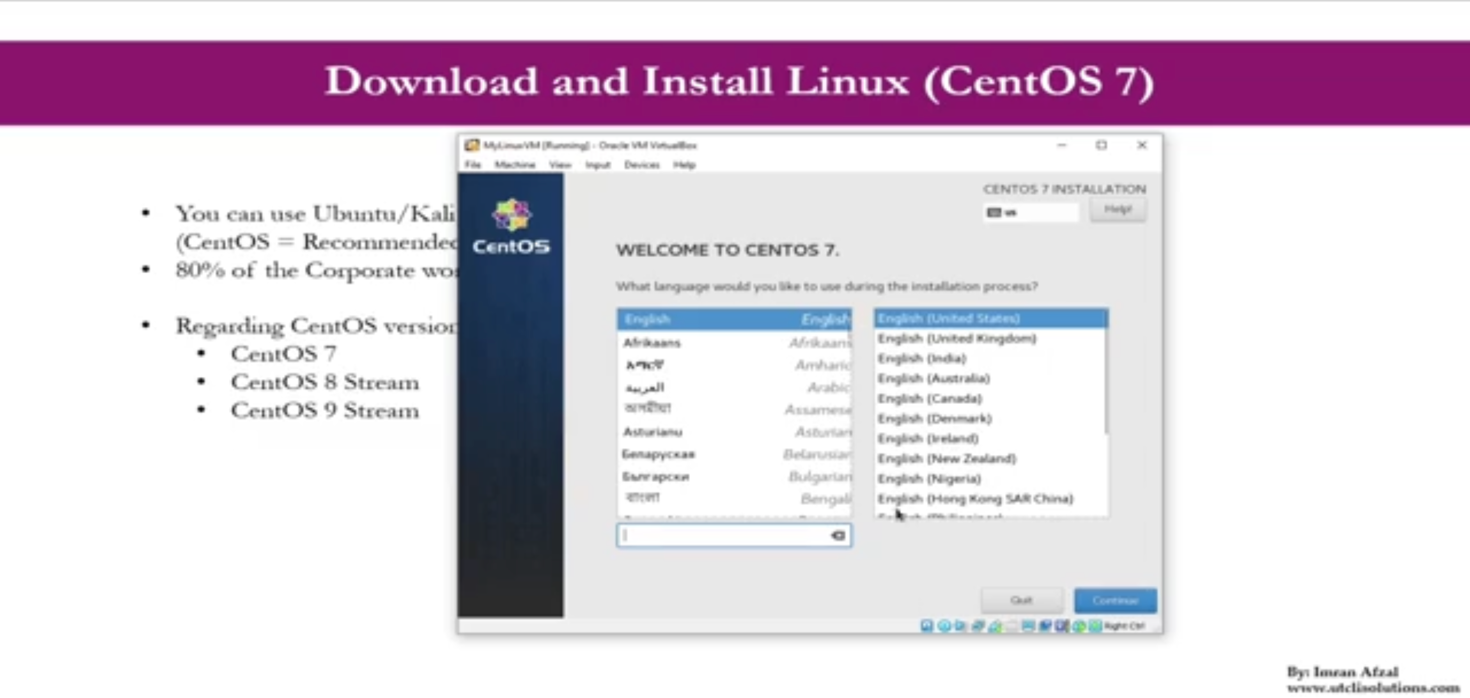 Download and Install Linux (CentOS 7)
You can use Ubuntu/Kali
(CentOS = Recommended
80% of the Corporate wo
Regarding CentOS version
CentOS 7
CentOS 8 Stream
CentOS 9 Stream
MyLinuxVM [Running] - Oracle VM VirtualBox
File Machine View Input Devices Help
CentOS
CENTOS 7 INSTALLATION
us Help!
WELCOME TO CENTOS 7.
What language would you like to use during the installation process?
English English
Afrikaans Afrikaans
አማርኛ Amharic
العربية Arabic
অসমীয়া Assamese
Asturianu Asturian
Беларуская Belarusian
Български Bulgarian
বাংলা Bengali
English (United States)
English (United Kingdom)
English (India)
English (Australia)
English (Canada)
English (Denmark)
English (Ireland)
English (New Zealand)
English (Nigeria)
English (Hong Kong SAR China)
English (Philippines)
Quit Continue
Right Ctrl
By: Imran Afzal
www.utclisolutions.com